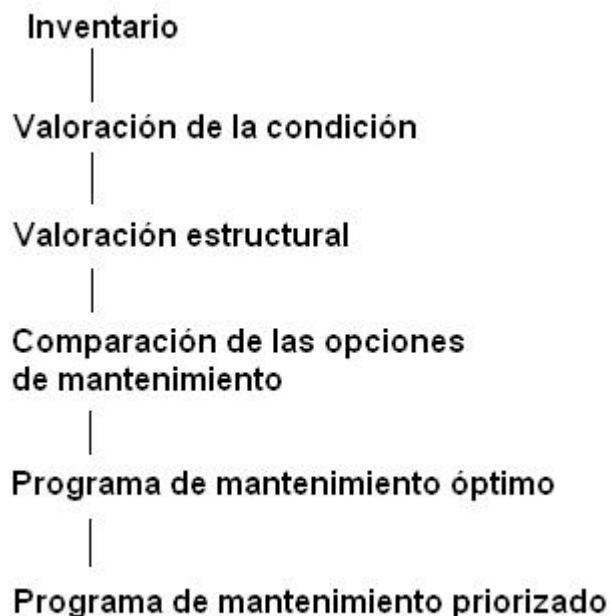 Inventario
Valoración de la condición
Valoración estructural
Comparación de las opciones
de mantenimiento
Programa de mantenimiento óptimo
Programa de mantenimiento priorizado